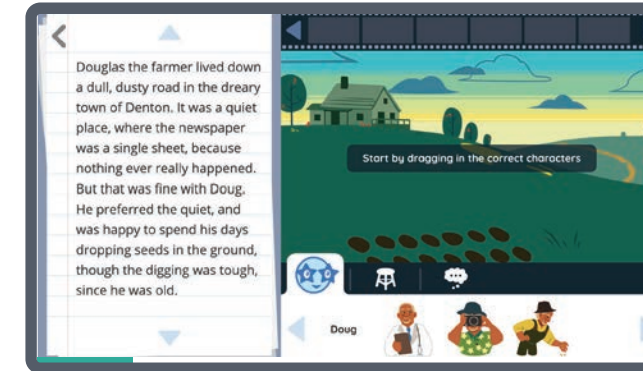 Douglas the farmer lived down
a dull, dusty road in the dreary
town of Denton. It was a quiet
place, where the newspaper
was a single sheet, because
nothing ever really happened.
But that was fine with Doug.
He preferred the quiet, and
was happy to spend his days
dropping seeds in the ground,
though the digging was tough,
since he was old.
Start by dragging in the correct characters
Doug